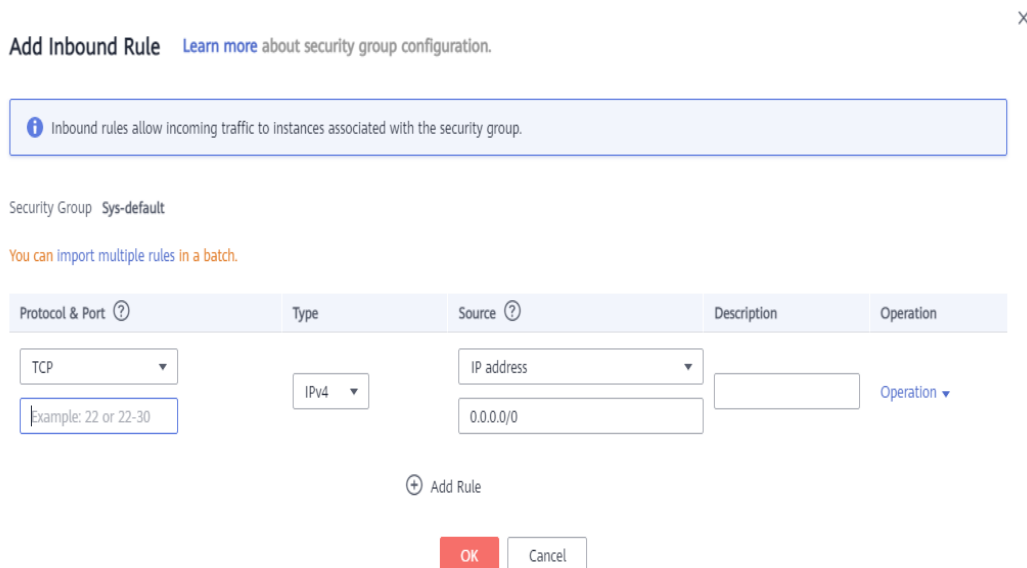 Add Inbound Rule Learn more about security group configuration.
Inbound rules allow incoming traffic to instances associated with the security group.
Security Group Sys-default
You can import multiple rules in a batch.
Protocol & Port Type Source Description Operation
TCP
IP address
IPv4
Operation
Example: 22 or 22-30
0.0.0.0/0
Add Rule
OK Cancel